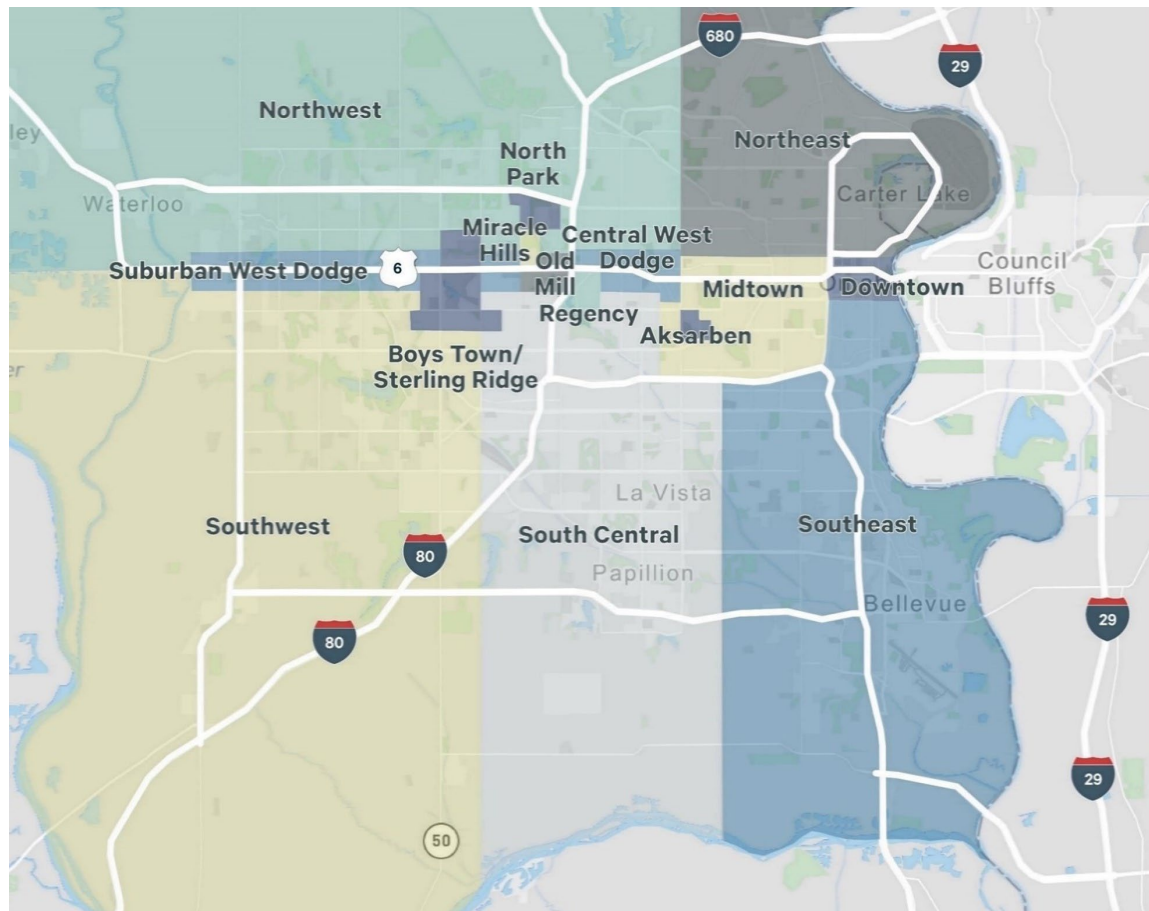 680
29
Northwest
ley
Northeast
North
Park
Carter Lake
Waterloo
Miracle
Hills
Central West
Dodge
Suburban West Dodge
6
Old
Mill
Council
Bluffs
Midtown
Downtown
Regency
Aksarben
Boys Town/
Sterling Ridge
er
La Vista
Southwest
South Central
Southeast
80
Papillion
Bellevue
29
80
29
50